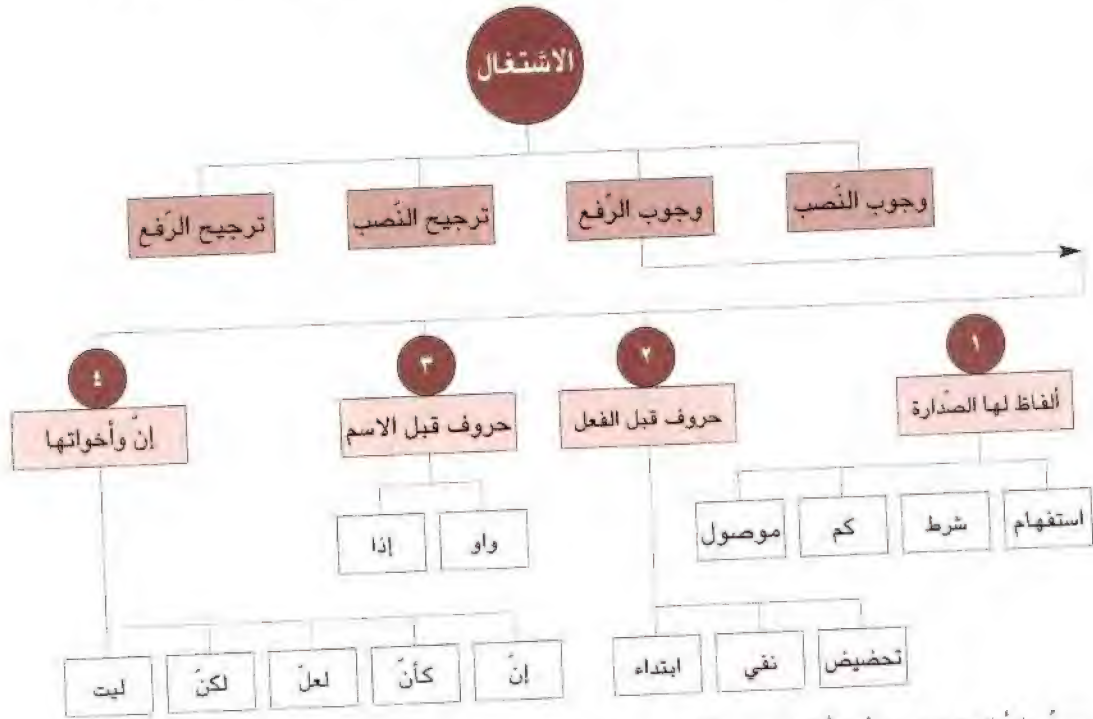 الاشتغال
وجوب النّصب
وجوب الرّفع
ترجيح النّصب
ترجيح الرّفع
١
٢
٣
٤
ألفاظ لها الصّدارة
حروف قبل الفعل
حروف قبل الاسم
إنّ وأخواتها
استفهام
شرط
كم
موصول
واو
إذا
تحضيض
نفي
ابتداء
إنّ
كأنّ
لعلّ
لكنّ
ليت